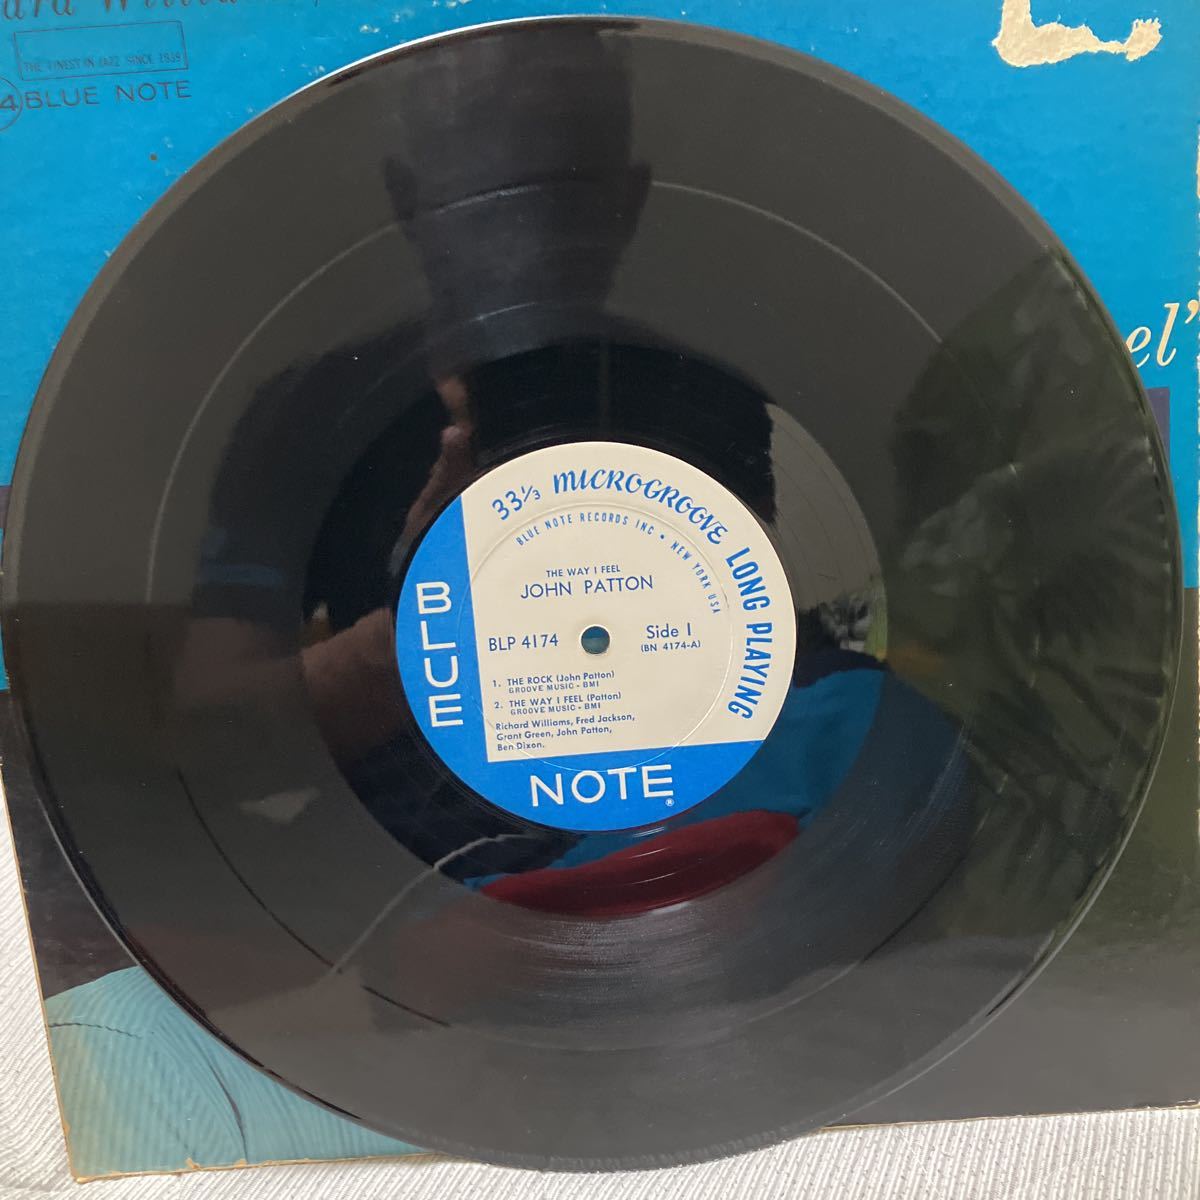 THE FINEST IN JAZZ SINCE 1939
BLUE NOTE
el"
33 1/3 MICROGROOVE LONG PLAYING
BLUE NOTE RECORDS INC • NEW YORK USA
THE WAY I FEEL
JOHN PATTON
BLP 4174
Side 1
(BN 4174-A)
1. THE ROCK (John Patton)
GROOVE MUSIC - BMI
2. THE WAY I FEEL (Patton)
GROOVE MUSIC - BMI
Richard Williams, Fred Jackson,
Grant Green, John Patton,
Ben Dixon.
BLUE
NOTE®